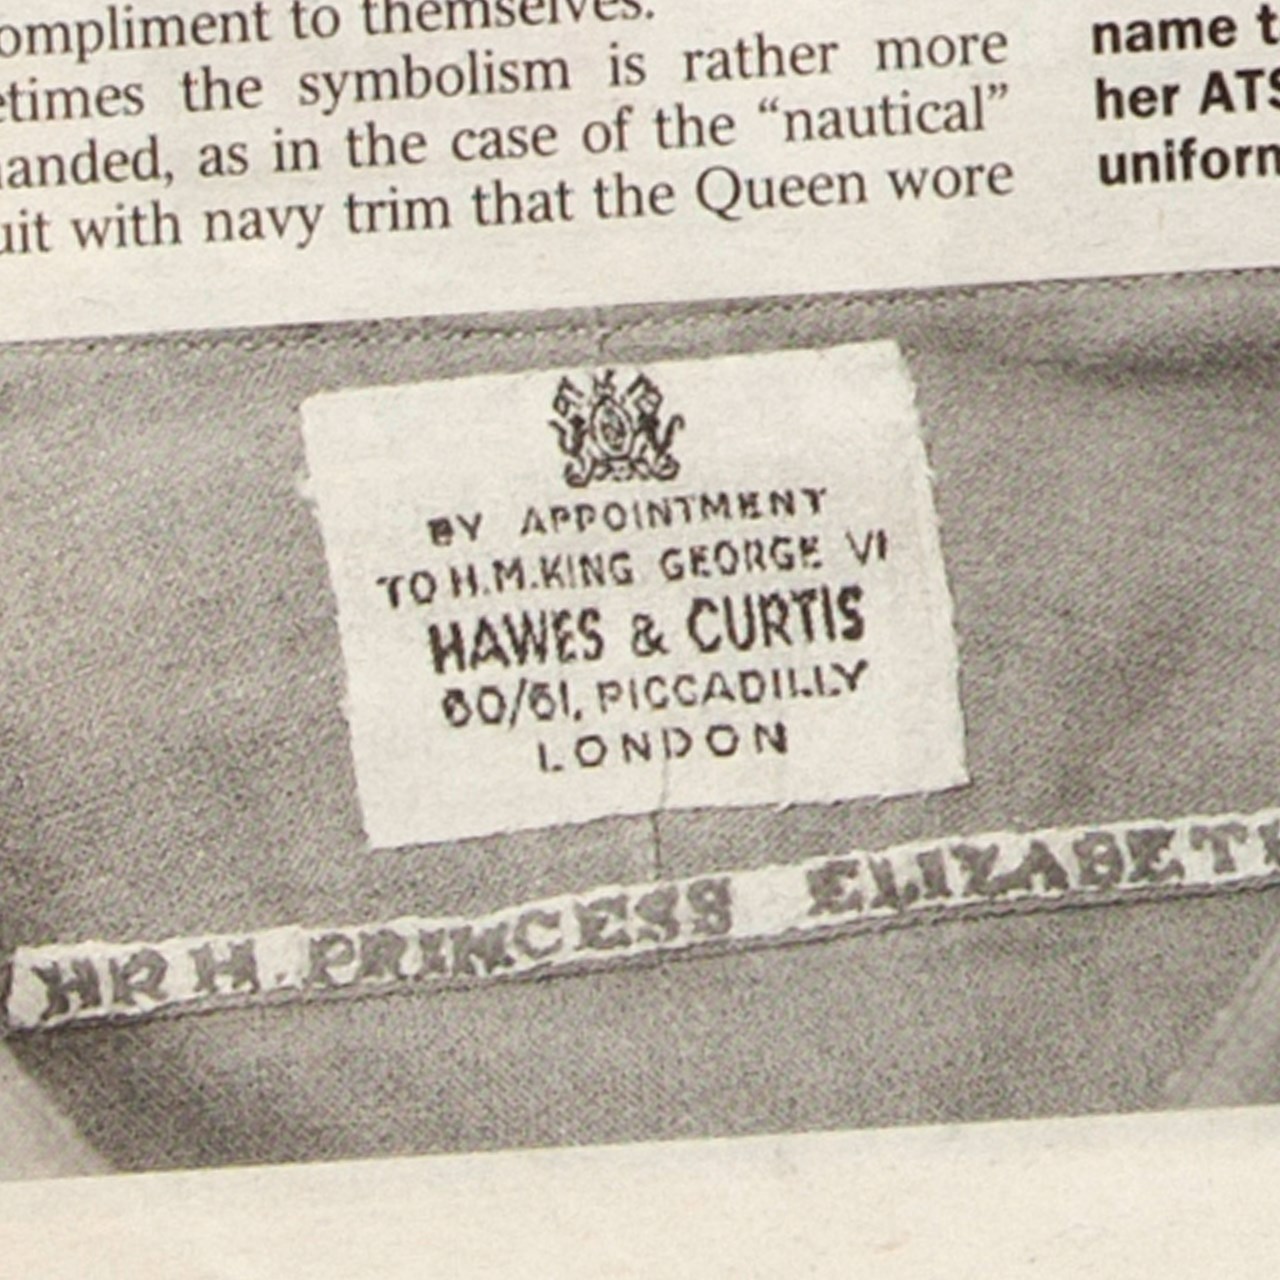 ompliment to themselves.
etimes the symbolism is rather more
anded, as in the case of the “nautical”
uit with navy trim that the Queen wore
name t
her ATS
uniform
BY APPOINTMENT
TO H.M.KING GEORGE VI
HAWES & CURTIS
60/61, PICCADILLY
LONDON
HRH.PRINCESS ELIZABETH